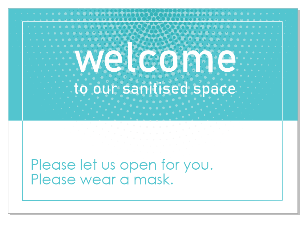 welcome
to our sanitised space
Please let us open for you.
Please wear a mask.